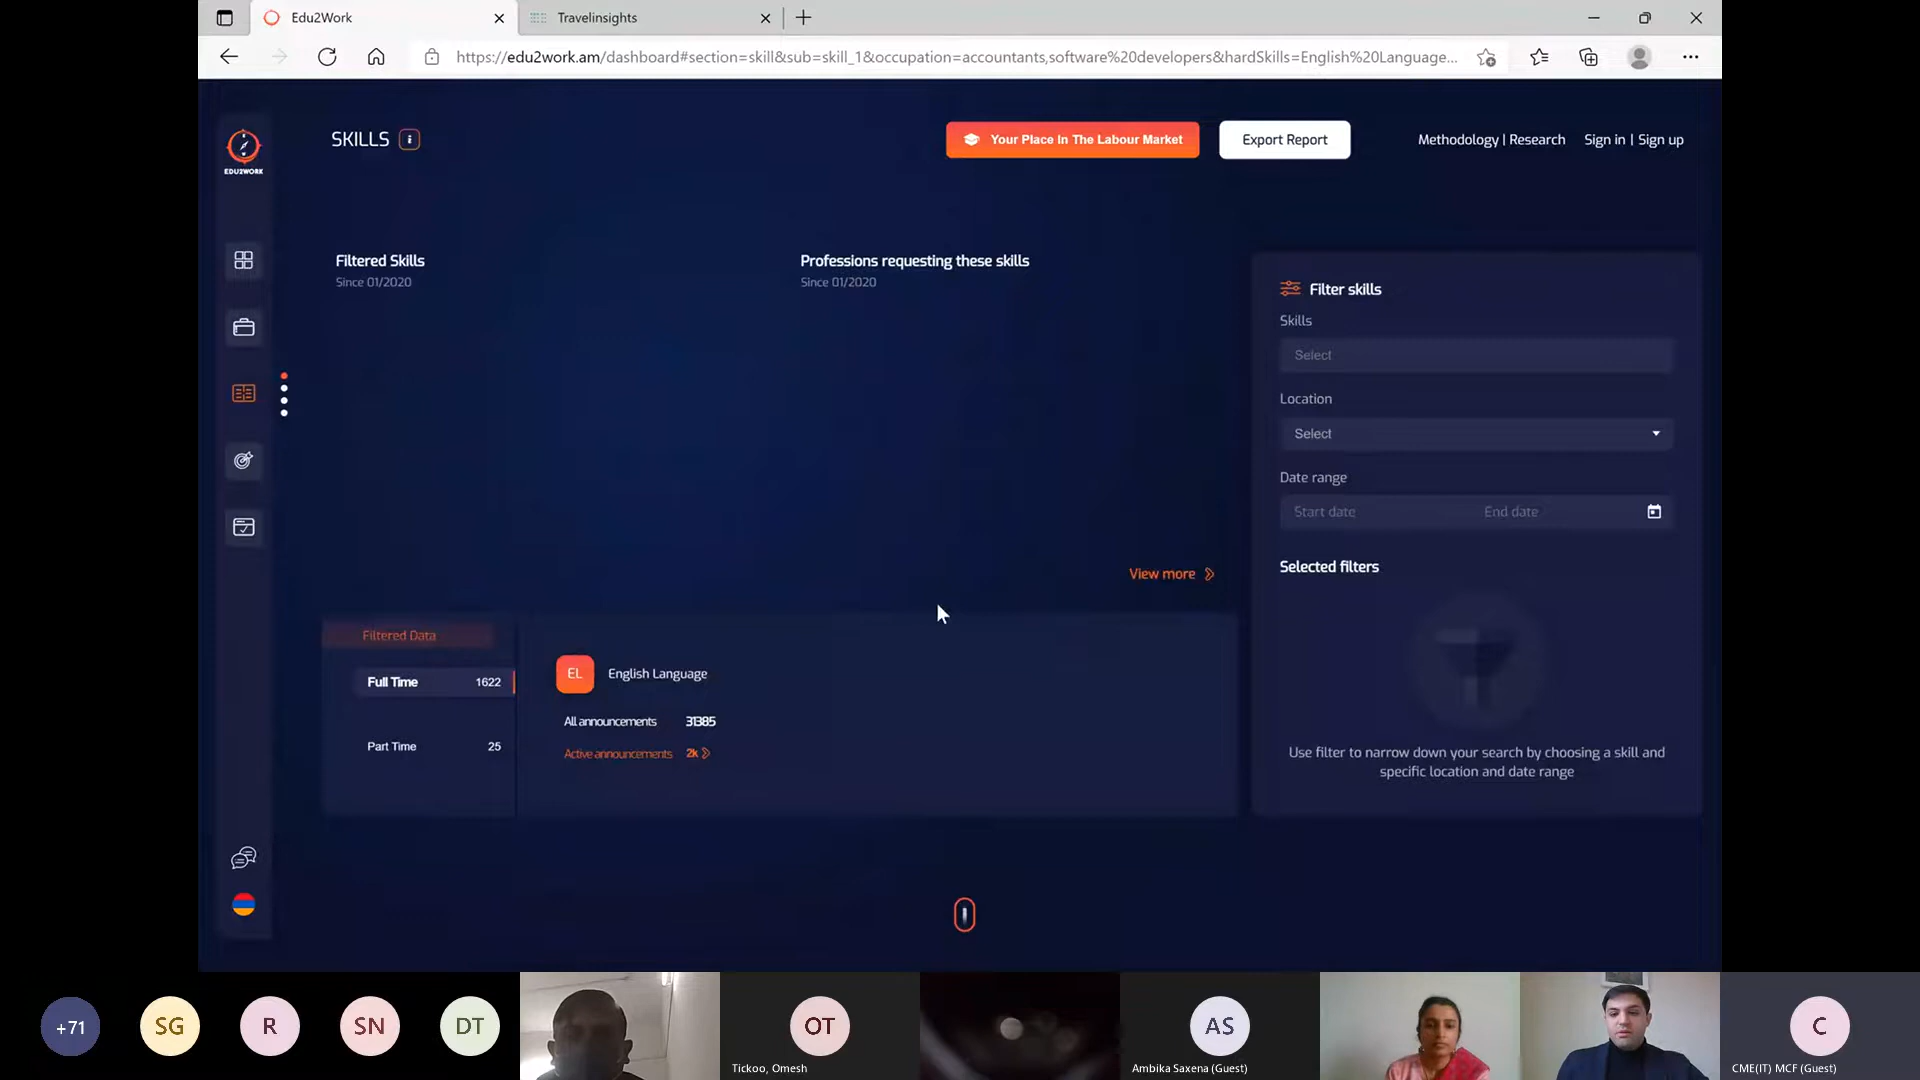 Edu2Work
Travelinsights
https://edu2work.am/dashboard#section=skill&sub=skill_1&occupation=accountants,software%20developers&hardSkills=English%20Language...
EDU2WORK
SKILLS i
Your Place In The Labour Market
Export Report
Methodology | Research
Sign in | Sign up
Filtered Skills
Since 01/2020
Professions requesting these skills
Since 01/2020
View more
Filter skills
Skills
Select
Location
Select
Date range
Start date
End date
Selected filters
Use filter to narrow down your search by choosing a skill and
specific location and date range
Filtered Data
Full Time 1622
Part Time 25
EL English Language
All announcements 31385
Active announcements 2k
+71
SG
R
SN
DT
OT
Tickoo, Omesh
AS
Ambika Saxena (Guest)
C
CME(IT) MCF (Guest)